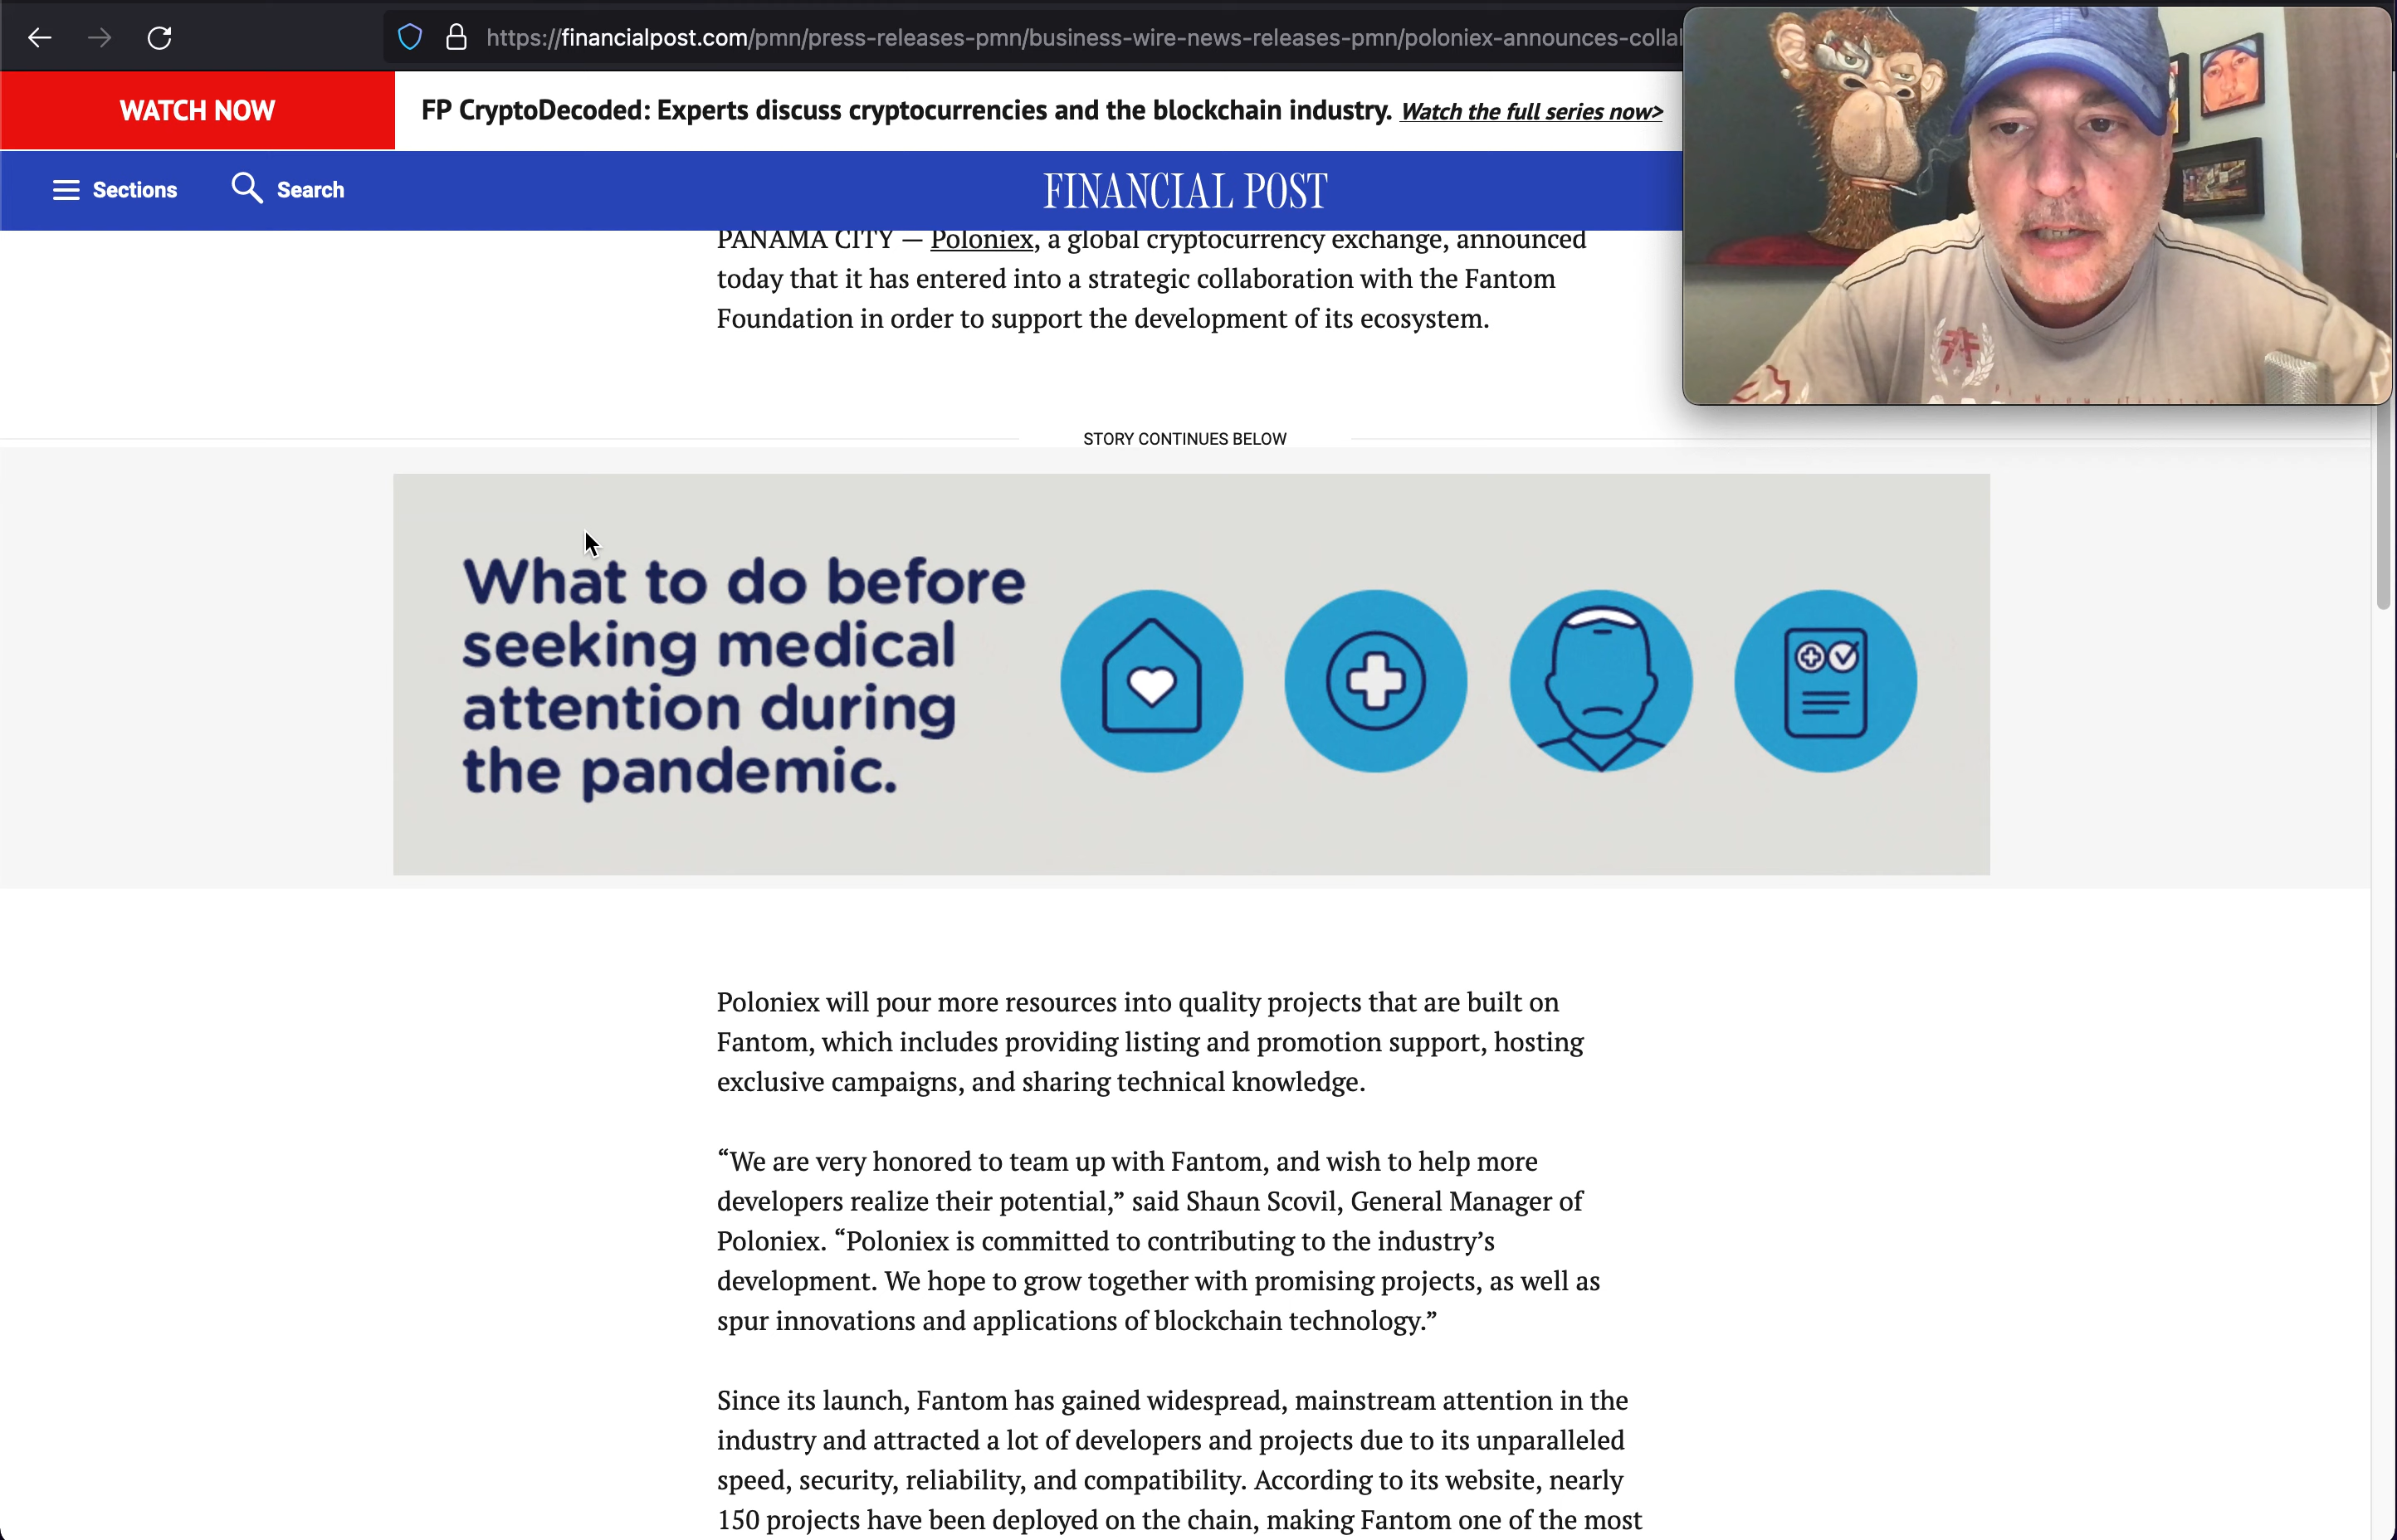 https://financialpost.com/pmn/press-releases-pmn/business-wire-news-releases-pmn/poloniex-announces-colla
WATCH NOW
FP CryptoDecoded: Experts discuss cryptocurrencies and the blockchain industry. Watch the full series now>
Sections
Search
FINANCIAL POST
PANAMA CITY — Poloniex, a global cryptocurrency exchange, announced
today that it has entered into a strategic collaboration with the Fantom
Foundation in order to support the development of its ecosystem.
STORY CONTINUES BELOW
What to do before
seeking medical
attention during
the pandemic.
Poloniex will pour more resources into quality projects that are built on
Fantom, which includes providing listing and promotion support, hosting
exclusive campaigns, and sharing technical knowledge.
“We are very honored to team up with Fantom, and wish to help more
developers realize their potential,” said Shaun Scovil, General Manager of
Poloniex. “Poloniex is committed to contributing to the industry’s
development. We hope to grow together with promising projects, as well as
spur innovations and applications of blockchain technology.”
Since its launch, Fantom has gained widespread, mainstream attention in the
industry and attracted a lot of developers and projects due to its unparalleled
speed, security, reliability, and compatibility. According to its website, nearly
150 projects have been deployed on the chain, making Fantom one of the most